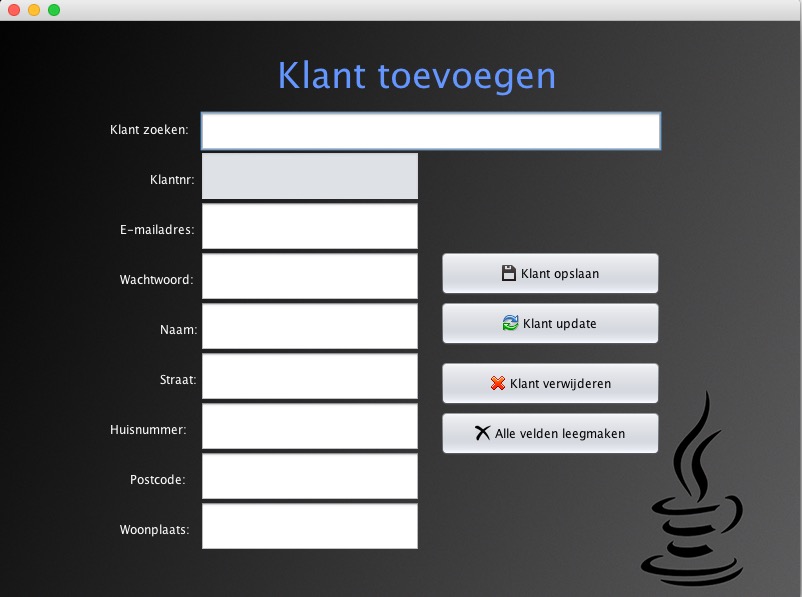 Klant toevoegen
Klant zoeken:
Klantnr:
E-mailadres:
Wachtwoord:
Klant opslaan
Naam:
Klant update
Straat:
Klant verwijderen
Huisnummer:
Alle velden leegmaken
Postcode:
Woonplaats: